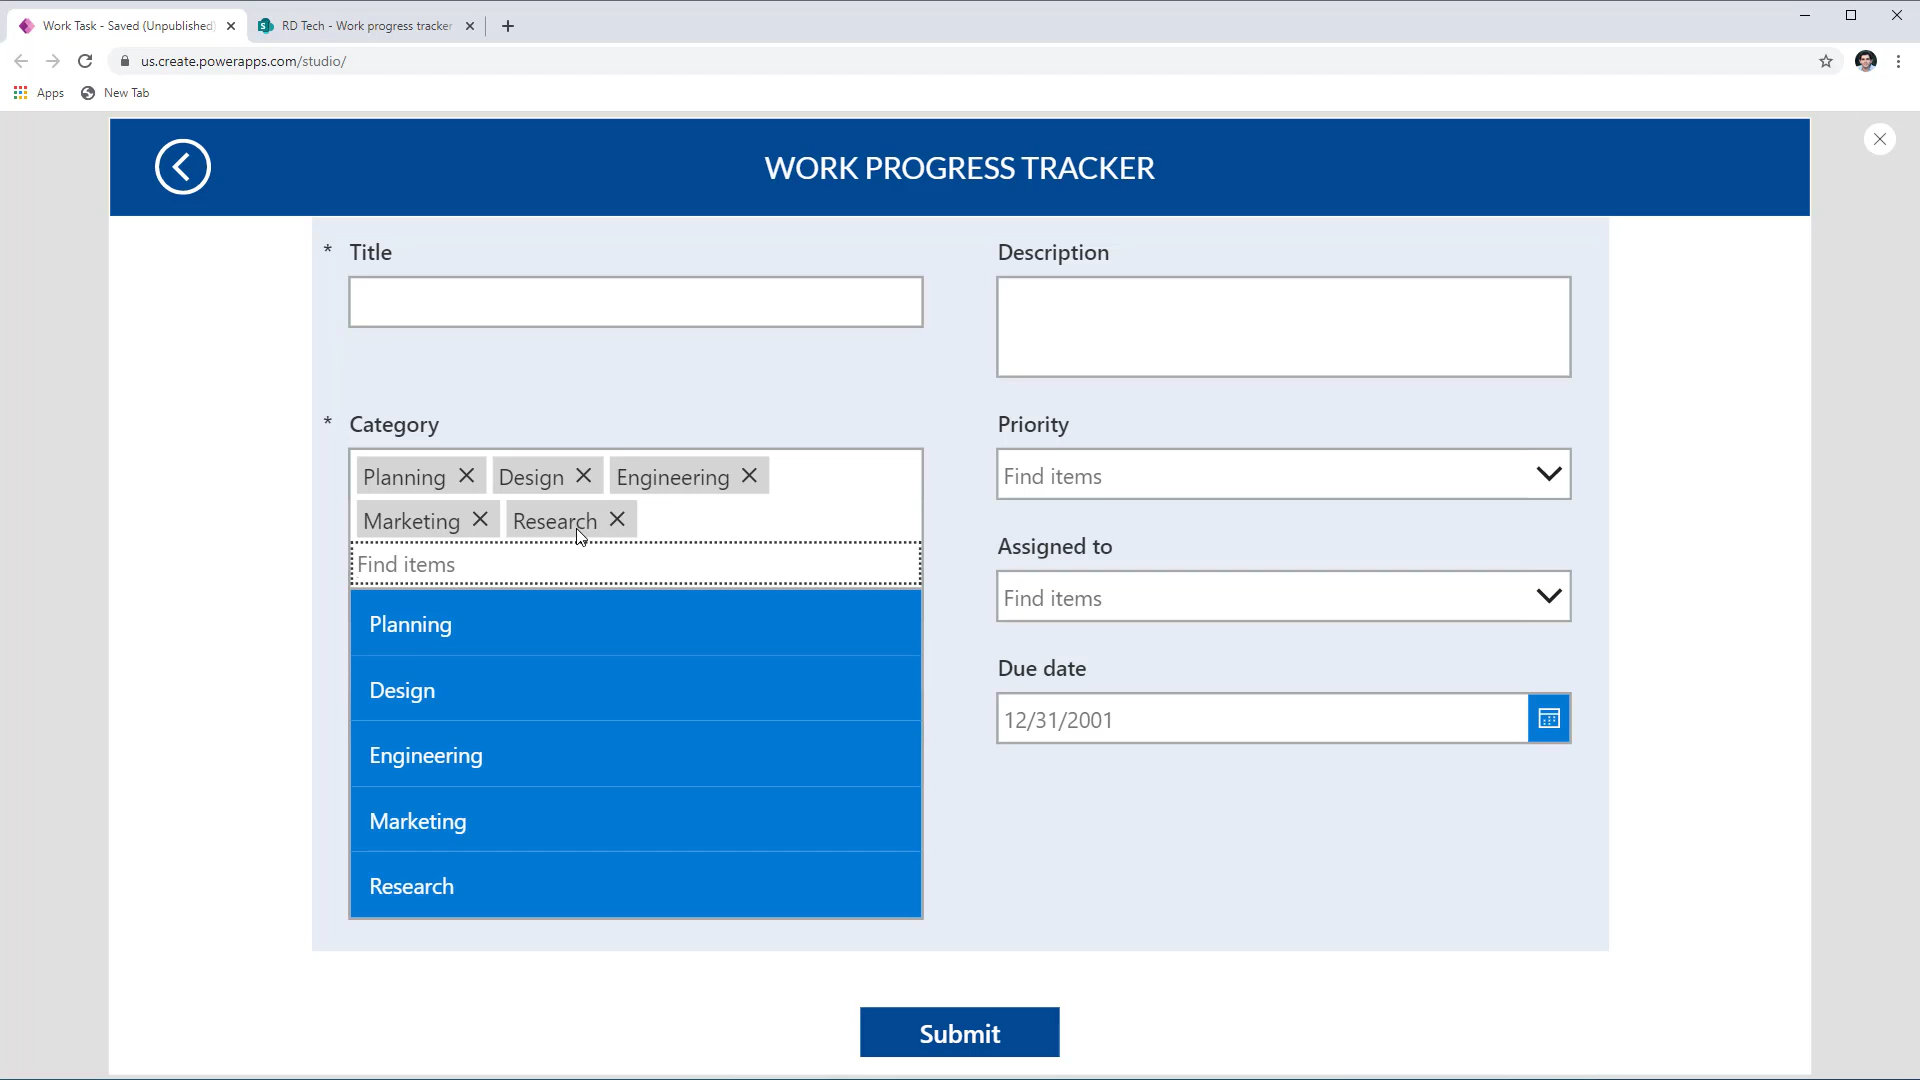 Work Task - Saved (Unpublished)
RD Tech - Work progress tracker
us.create.powerapps.com/studio/
Apps
New Tab
WORK PROGRESS TRACKER
* Title
Description
* Category
Priority
Planning Design Engineering
Find items
Marketing Research
Find items
Assigned to
Find items
Planning
Due date
Design
12/31/2001
Engineering
Marketing
Research
Submit